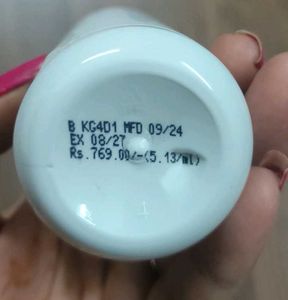 B KG4D1 MFD 09/24
EX 08/27
Rs.769.00/-(5.13/ml)